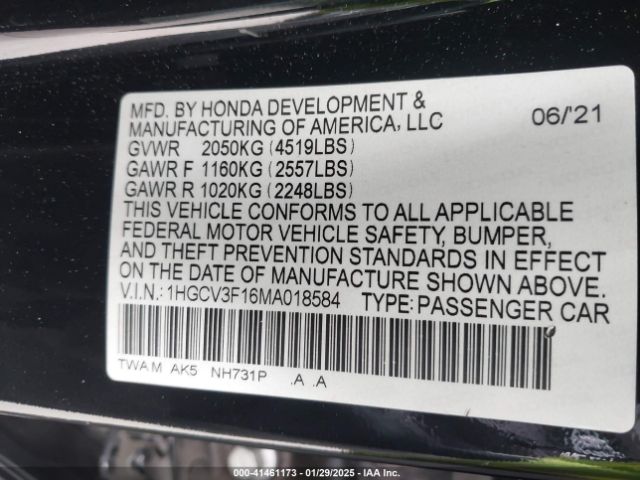 MFD. BY HONDA DEVELOPMENT &
MANUFACTURING OF AMERICA, LLC 06/'21
GVWR 2050KG (4519LBS)
GAWR F 1160KG (2557LBS)
GAWR R 1020KG (2248LBS)
THIS VEHICLE CONFORMS TO ALL APPLICABLE
FEDERAL MOTOR VEHICLE SAFETY, BUMPER,
AND THEFT PREVENTION STANDARDS IN EFFECT
ON THE DATE OF MANUFACTURE SHOWN ABOVE.
V.I.N.: 1HGCV3F16MA018584 TYPE: PASSENGER CAR
TWA M AK5 NH731P .A .A
000-41461173 — 01/29/2025 — IAA Inc.